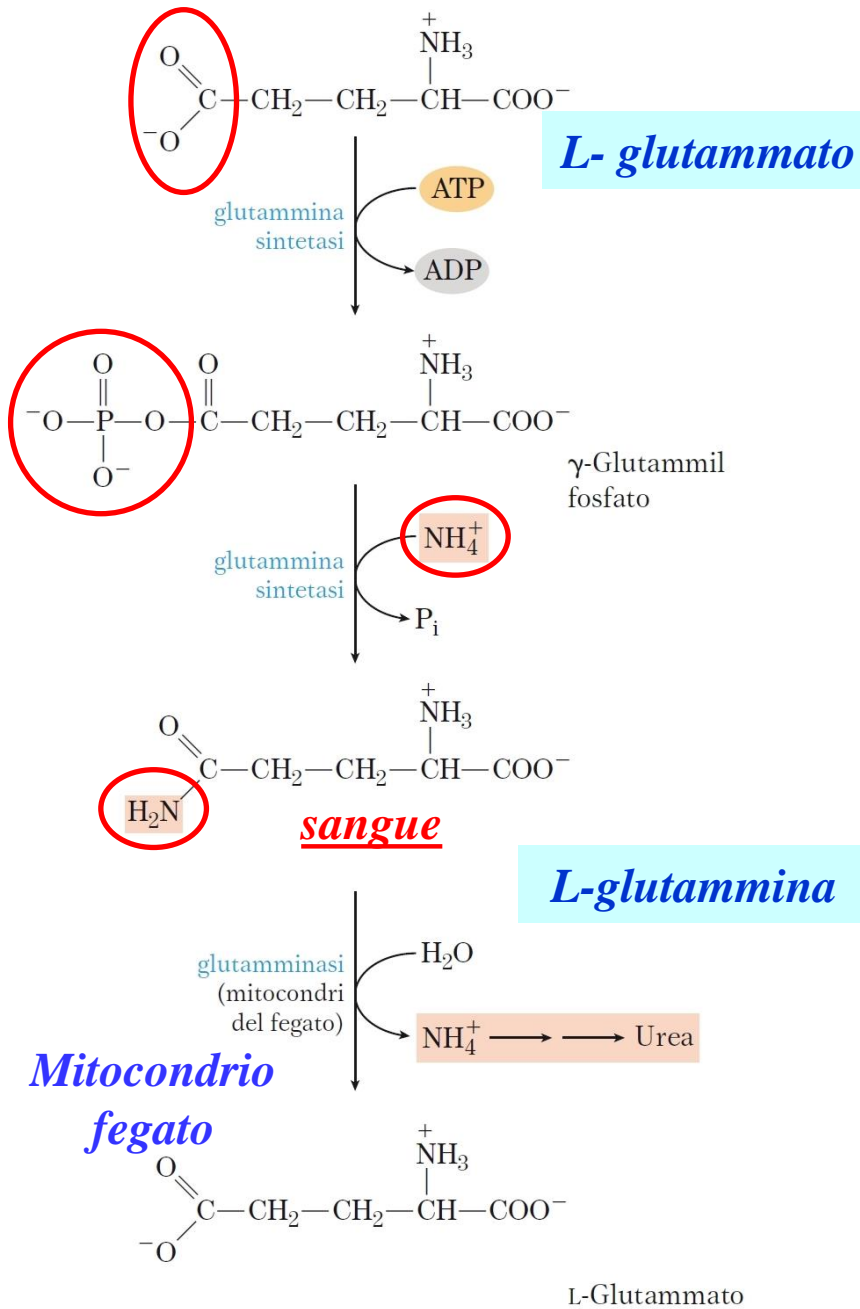 +
NH₃
O
C—CH₂—CH₂—CH—COO⁻
⁻O
L- glutammato
ATP
glutammina
sintetasi
ADP
+
O O NH₃
⁻O—P—O—C—CH₂—CH₂—CH—COO⁻
O⁻
γ-Glutammil
fosfato
NH₄⁺
glutammina
sintetasi
Pᵢ
+
NH₃
O
C—CH₂—CH₂—CH—COO⁻
H₂N
sangue
L-glutammina
H₂O
glutamminasi
(mitocondri
del fegato)
NH₄⁺ → → Urea
Mitocondrio
fegato
+
NH₃
O
C—CH₂—CH₂—CH—COO⁻
⁻O
L-Glutammato